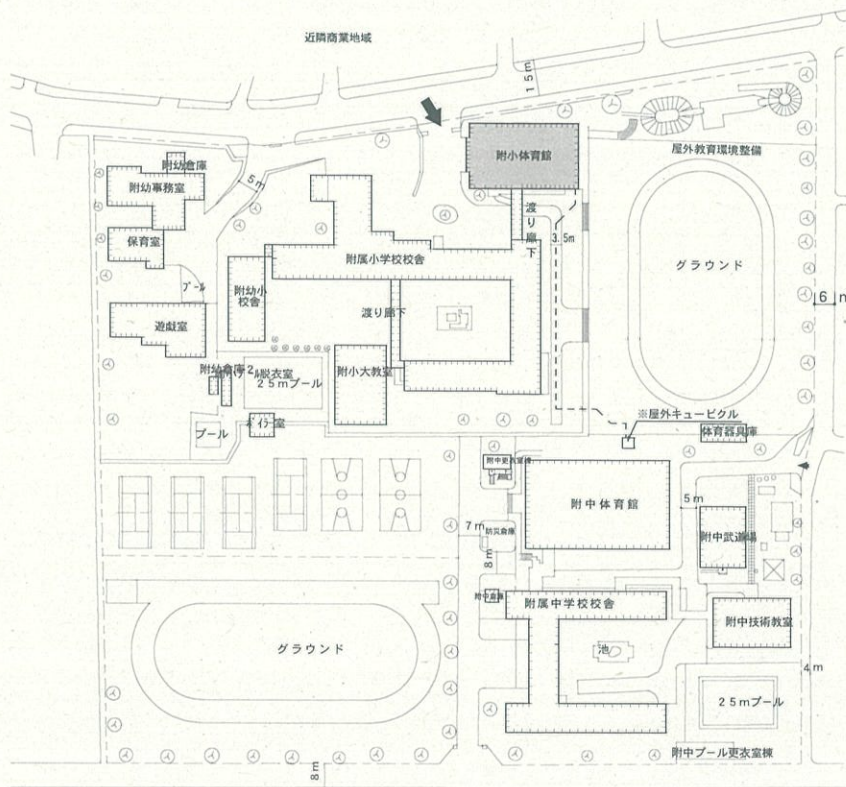 近隣商業地域
15m
附小体育館
屋外教育環境整備
附幼倉庫
附幼事務室
5m
保育室
渡り廊下
3.5m
附属小学校校舎
グラウンド
プール
附幼小校舎
6m
遊戯室
渡り廊下
附小大教室
附幼倉庫2
プール脱衣室
25mプール
※屋外キュービクル
プール
ボイラー室
体育器具庫
附中更衣室棟
附中体育館
5m
附中武道場
7m
防災倉庫
8m
附中倉庫
附属中学校校舎
附中技術教室
グラウンド
池
4m
25mプール
附中プール更衣室棟
8m